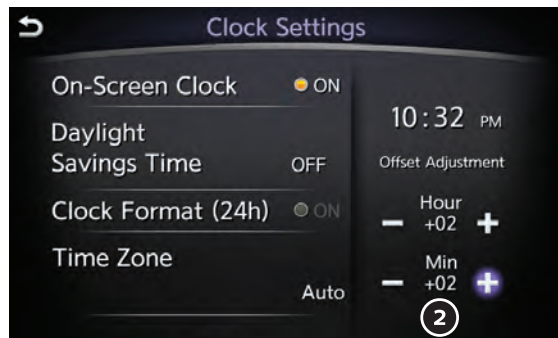 Clock Settings
On-Screen Clock ON
Daylight
Savings Time OFF
Clock Format (24h) ON
Time Zone
Auto
10:32 PM
Offset Adjustment
Hour
− +02 +
Min
− +02 +
2